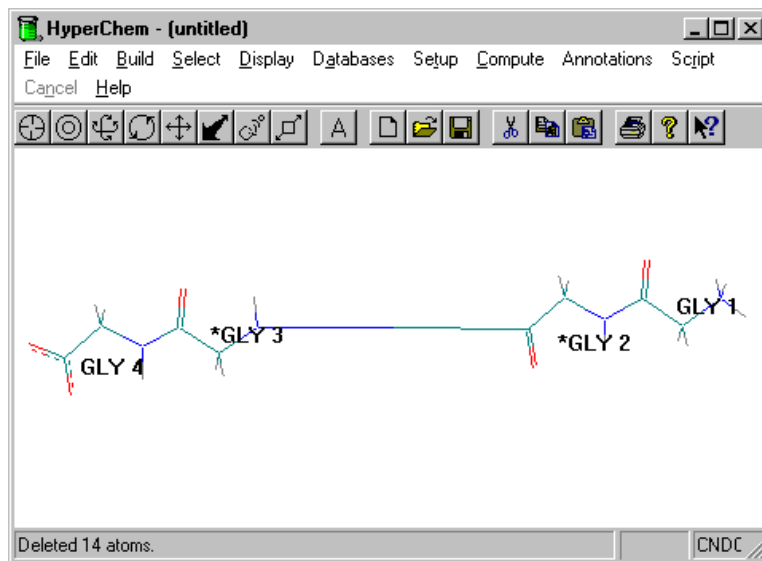 HyperChem - (untitled)
File Edit Build Select Display Databases Setup Compute Annotations Script
Cancel Help
A
GLY 1
*GLY 3
*GLY 2
GLY 4
Deleted 14 atoms.
CNDC